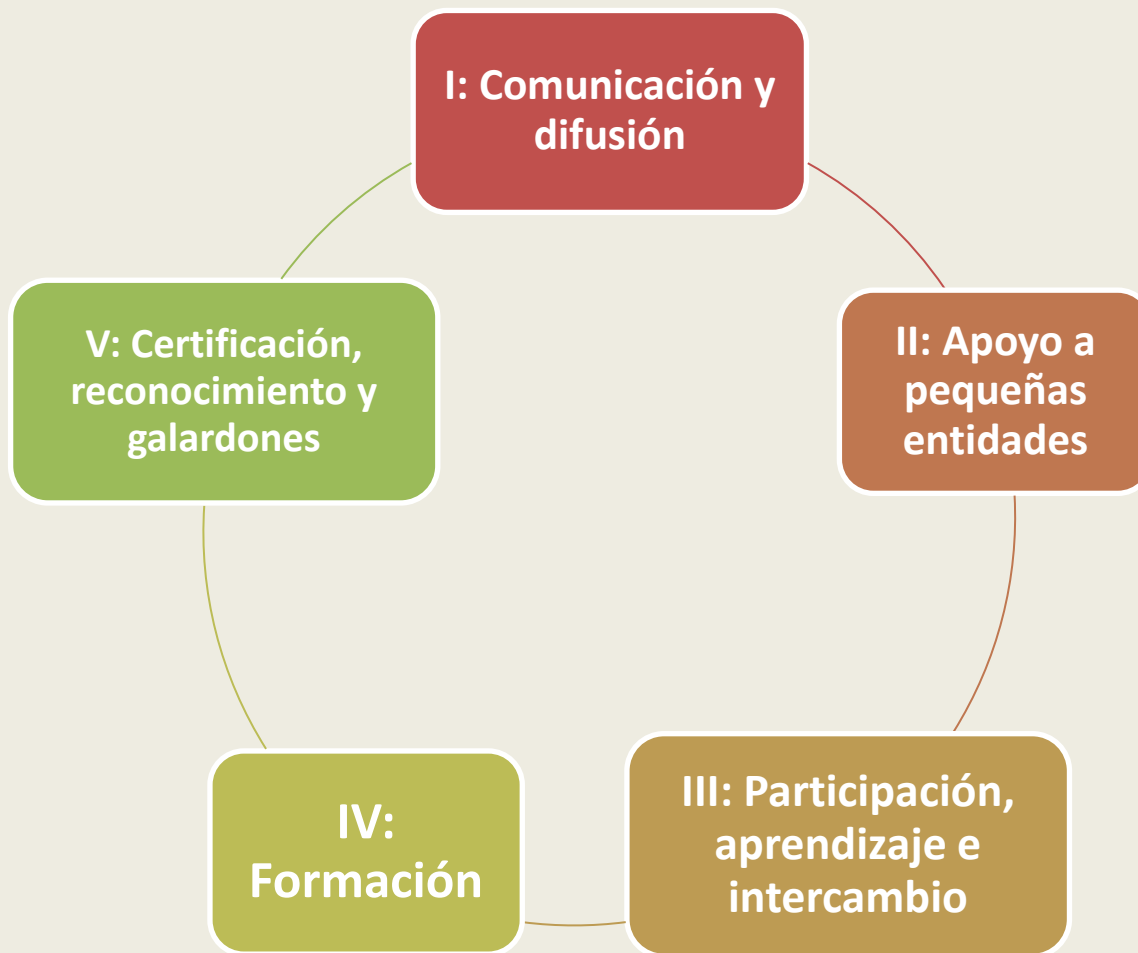 I: Comunicación y
difusión
II: Apoyo a
pequeñas
entidades
III: Participación,
aprendizaje e
intercambio
IV:
Formación
V: Certificación,
reconocimiento y
galardones